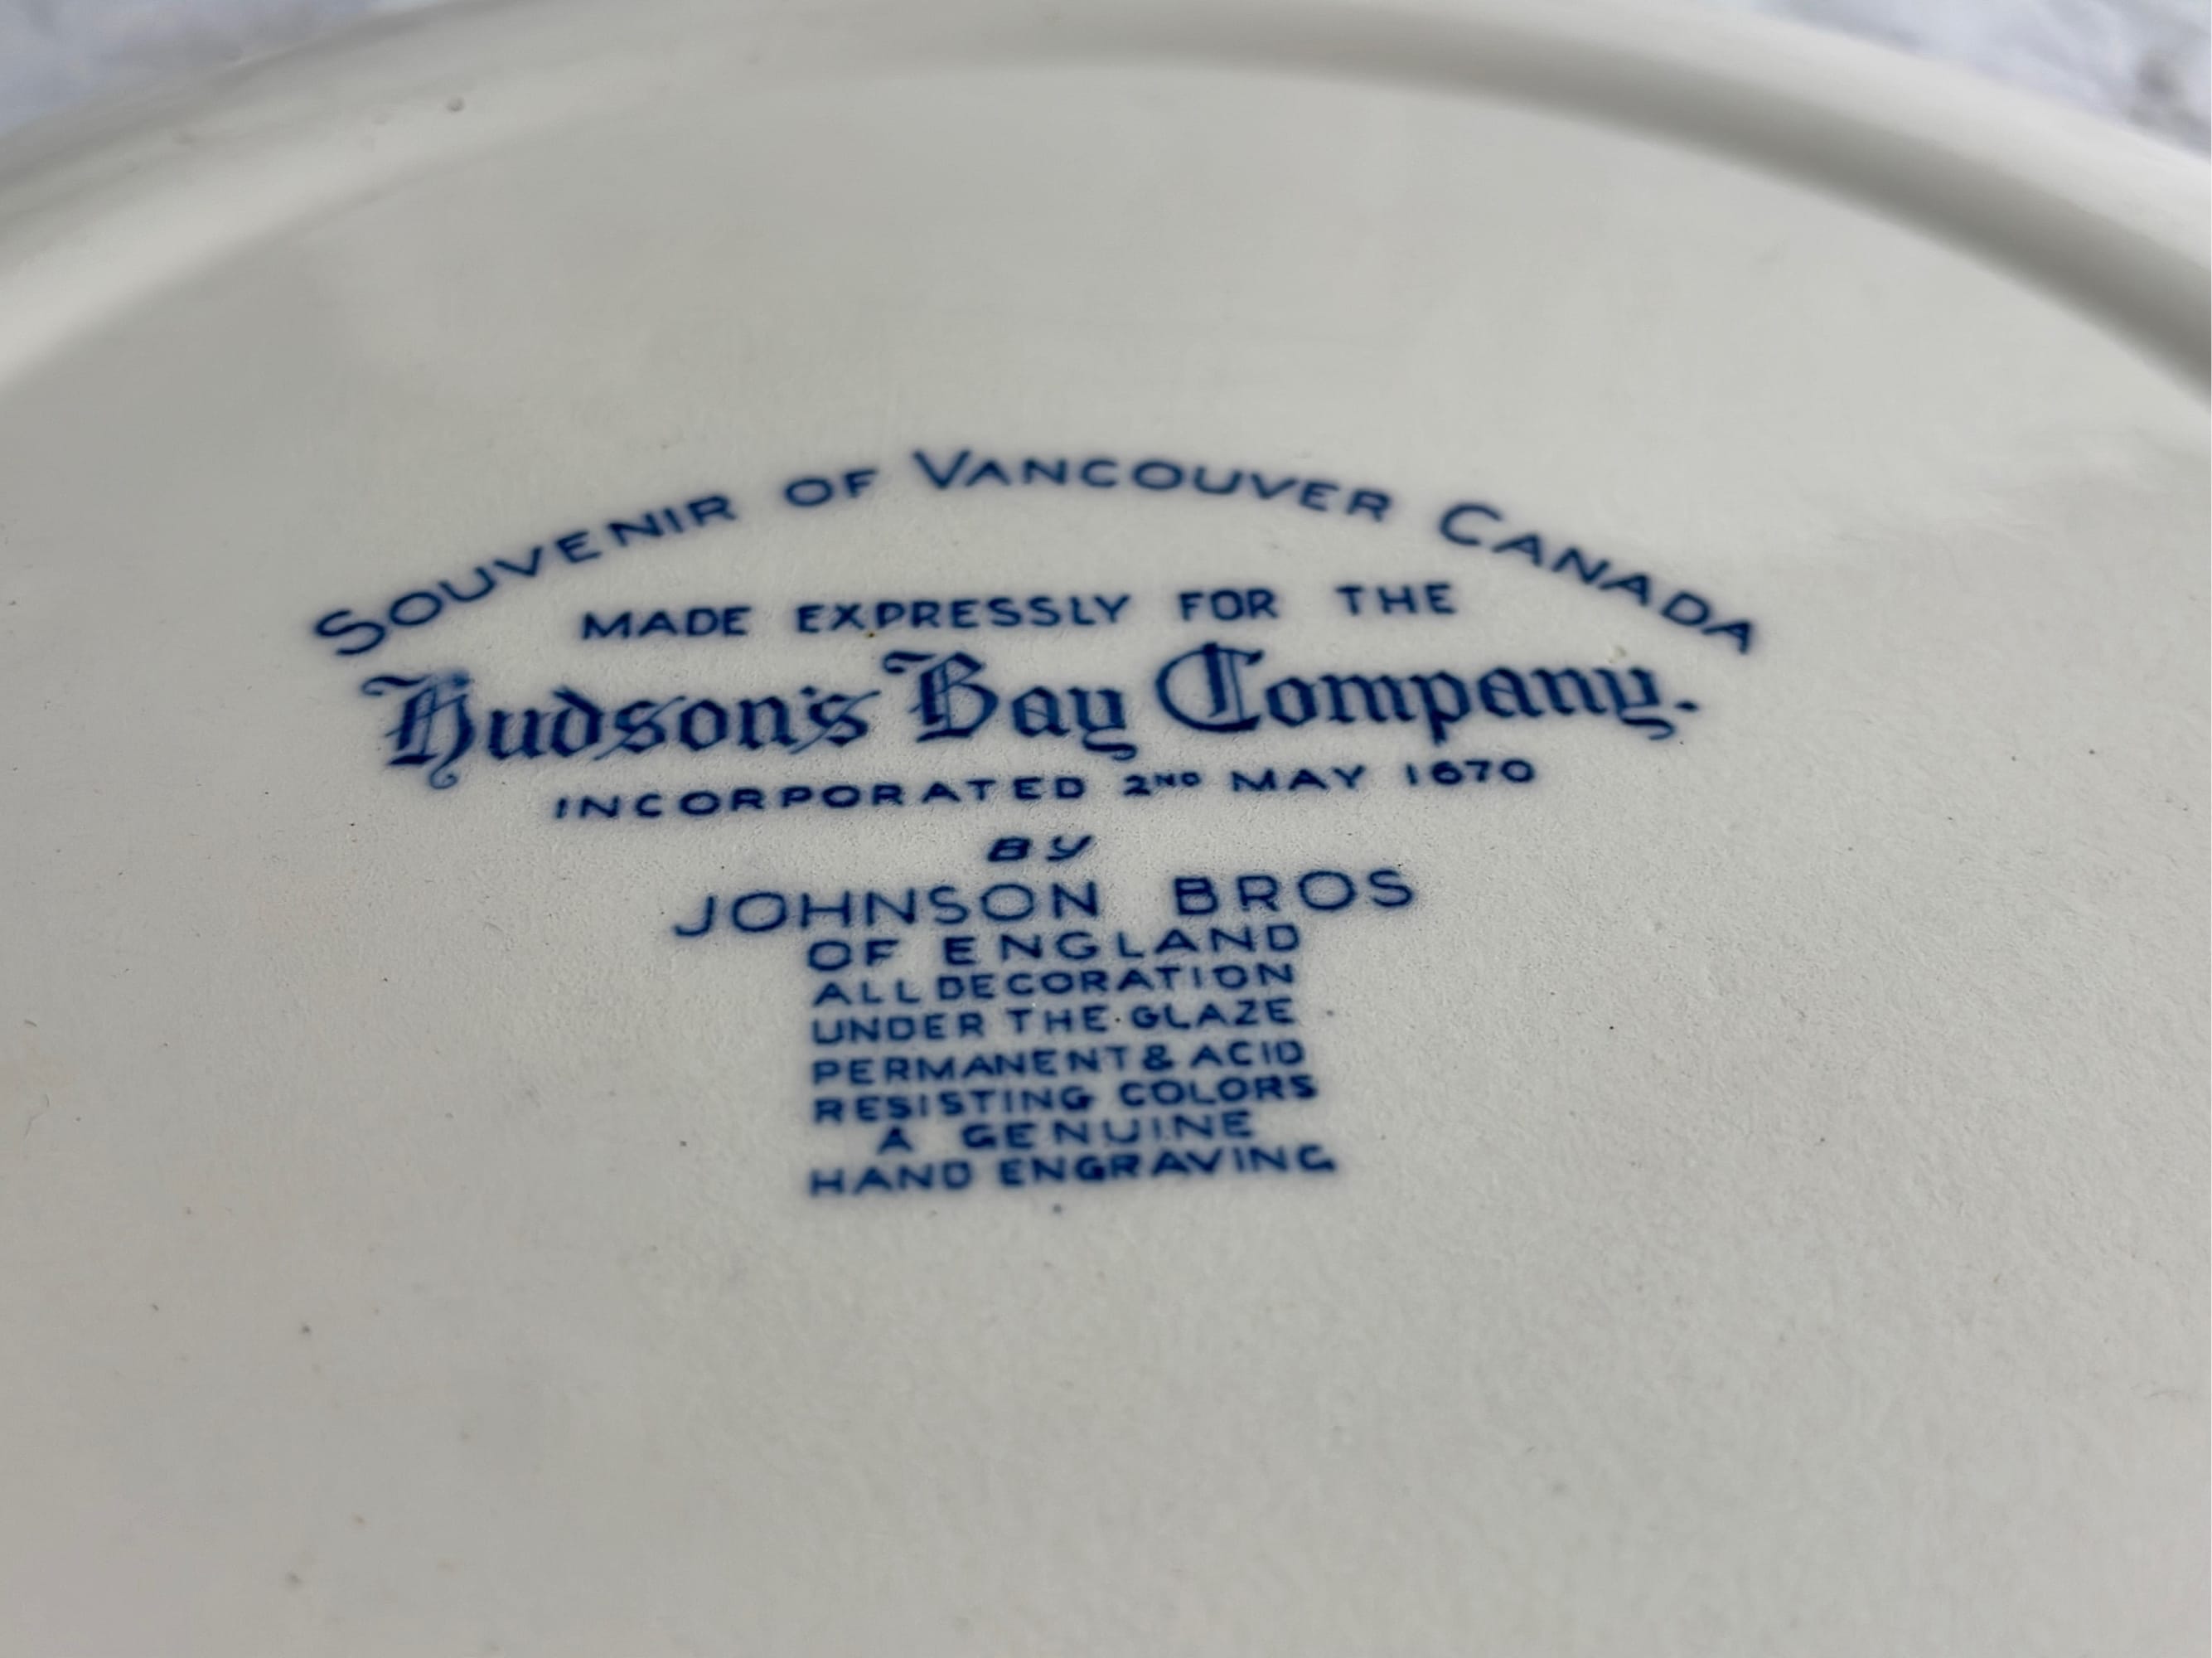 SOUVENIR OF VANCOUVER CANADA
MADE EXPRESSLY FOR THE
Hudson's Bay Company.
INCORPORATED 2ND MAY 1670
BY
JOHNSON BROS
OF ENGLAND
ALL DECORATION
UNDER THE GLAZE
PERMANENT & ACID
RESISTING COLORS
A GENUINE
HAND ENGRAVING